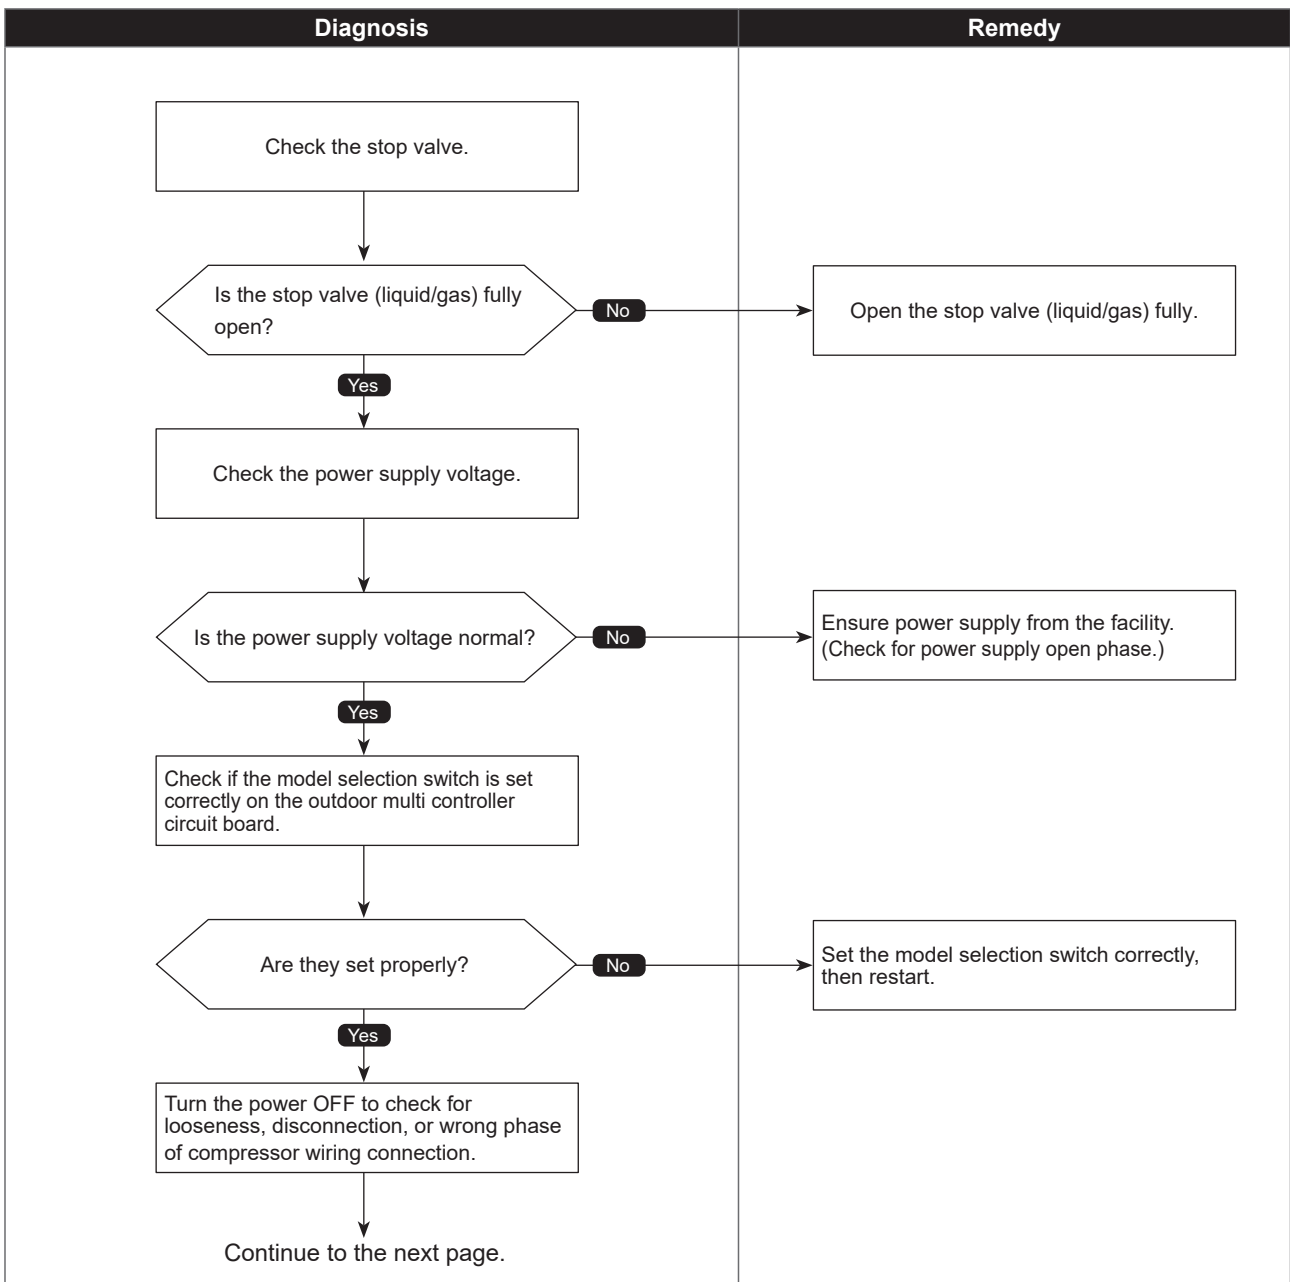 Diagnosis
Remedy
Check the stop valve.
Is the stop valve (liquid/gas) fully
open?
No
Open the stop valve (liquid/gas) fully.
Yes
Check the power supply voltage.
Is the power supply voltage normal?
No
Ensure power supply from the facility.
(Check for power supply open phase.)
Yes
Check if the model selection switch is set
correctly on the outdoor multi controller
circuit board.
Are they set properly?
No
Set the model selection switch correctly,
then restart.
Yes
Turn the power OFF to check for
looseness, disconnection, or wrong phase
of compressor wiring connection.
Continue to the next page.